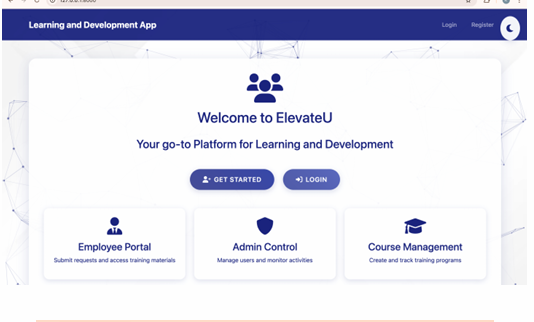 Learning and Development App
Login Register
Welcome to ElevateU
Your go-to Platform for Learning and Development
GET STARTED
LOGIN
Employee Portal
Submit requests and access training materials
Admin Control
Manage users and monitor activities
Course Management
Create and track training programs